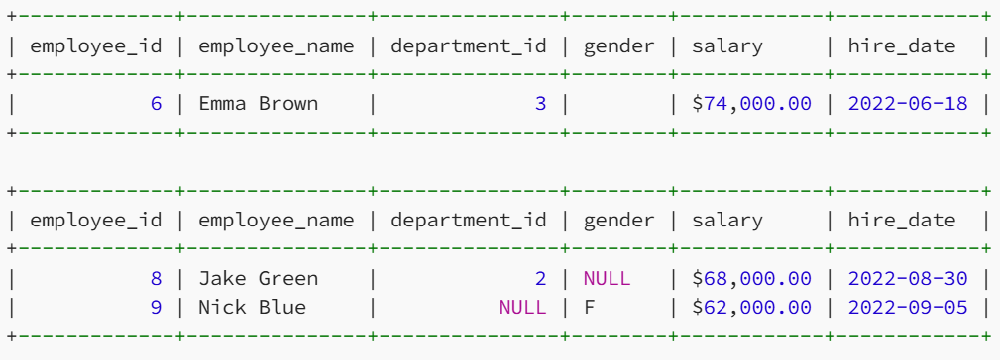 +-------------+---------------+---------------+--------+------------+------------+
| employee_id | employee_name | department_id | gender | salary     | hire_date  |
+-------------+---------------+---------------+--------+------------+------------+
|           6 | Emma Brown    |             3 |        | $74,000.00 | 2022-06-18 |
+-------------+---------------+---------------+--------+------------+------------+
+-------------+---------------+---------------+--------+------------+------------+
| employee_id | employee_name | department_id | gender | salary     | hire_date  |
+-------------+---------------+---------------+--------+------------+------------+
|           8 | Jake Green    |             2 | NULL   | $68,000.00 | 2022-08-30 |
|           9 | Nick Blue     |          NULL | F      | $62,000.00 | 2022-09-05 |
+-------------+---------------+---------------+--------+------------+------------+